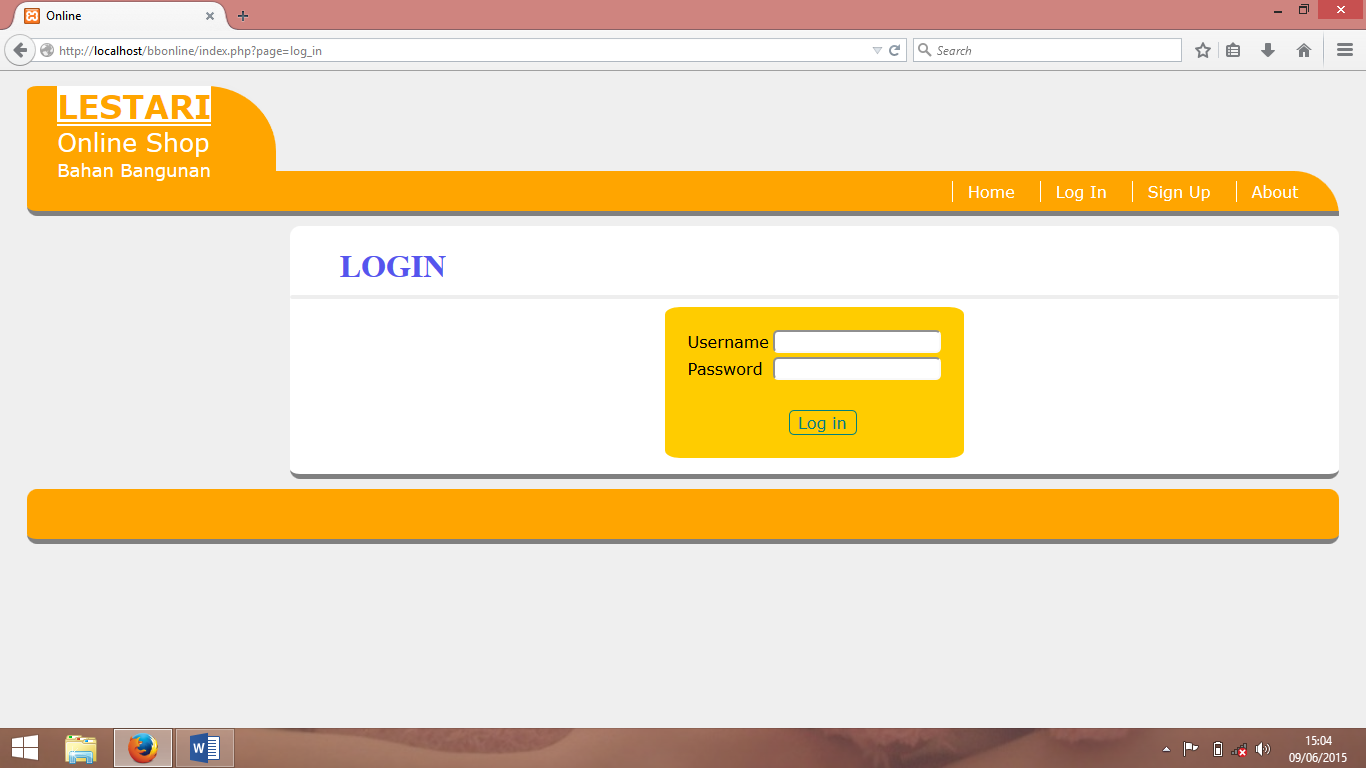 Online
http://localhost/bbonline/index.php?page=log_in
Search
LESTARI
Online Shop
Bahan Bangunan
Home
Log In
Sign Up
About
LOGIN
Username
Password
Log in
15:04
09/06/2015